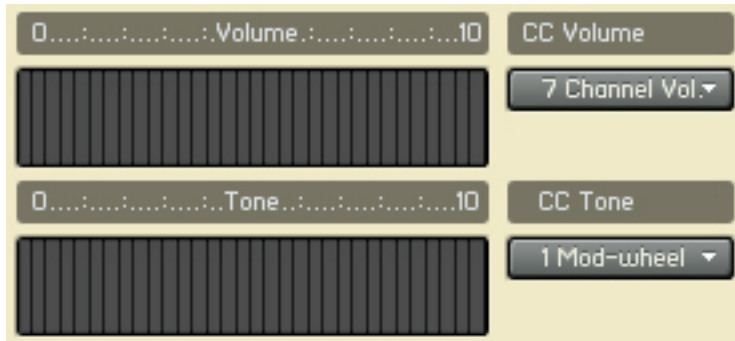 0....:....:....:....:.Volume.:....:....:....:...10
CC Volume
7 Channel Vol.
0....:....:....:....:..Tone..:....:....:....:....10
CC Tone
1 Mod-wheel